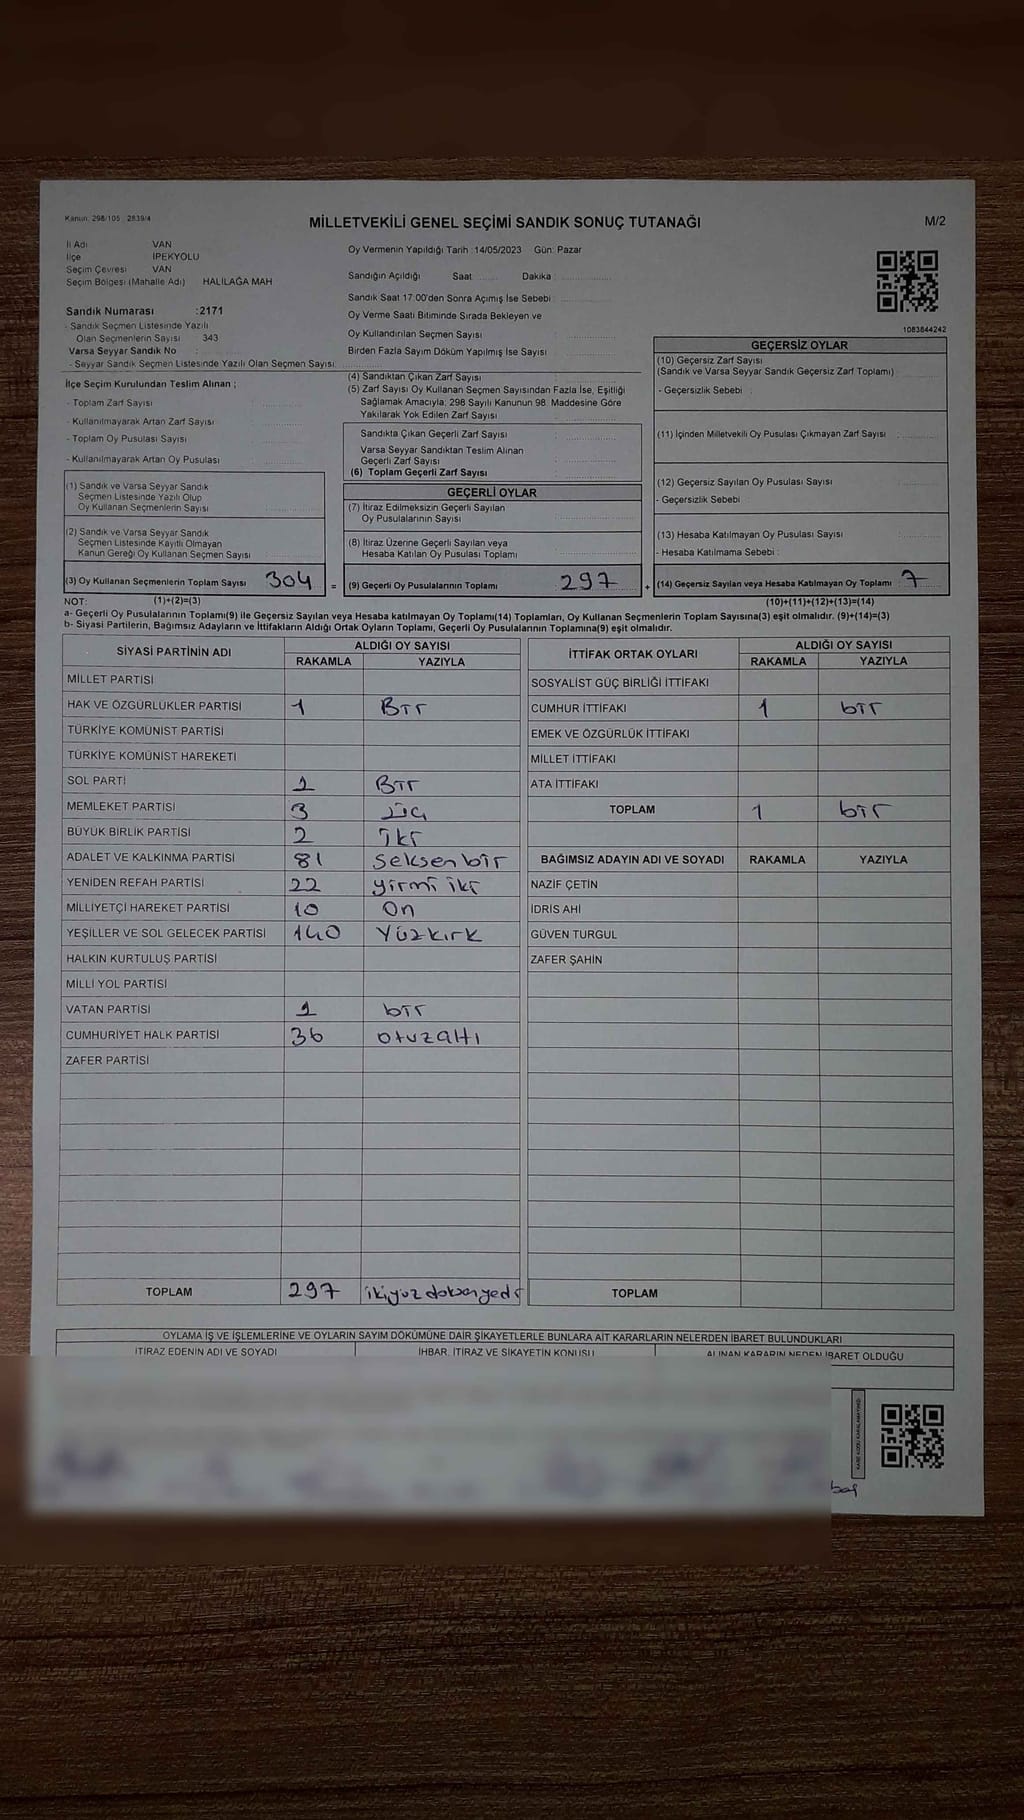 Kanun: 298/105 : 2839/4
MİLLETVEKİLİ GENEL SEÇİMİ SANDIK SONUÇ TUTANAĞI
M/2
İl Adı VAN
İlçe İPEKYOLU
Seçim Çevresi VAN
Seçim Bölgesi (Mahalle Adı) HALİLAĞA MAH
Sandık Numarası :2171
- Sandık Seçmen Listesinde Yazılı
Olan Seçmenlerin Sayısı 343
Varsa Seyyar Sandık No
- Seyyar Sandık Seçmen Listesinde Yazılı Olan Seçmen Sayısı
Oy Vermenin Yapıldığı Tarih :14/05/2023 Gün: Pazar
Sandığın Açıldığı Saat Dakika
Sandık Saat 17:00'den Sonra Açımış İse Sebebi
Oy Verme Saati Bitiminde Sırada Bekleyen ve
Oy Kullandırılan Seçmen Sayısı
Birden Fazla Sayım Döküm Yapılmış İse Sayısı
1083844242
İlçe Seçim Kurulundan Teslim Alınan ;
- Toplam Zarf Sayısı
- Kullanılmayarak Artan Zarf Sayısı
- Toplam Oy Pusulası Sayısı
- Kullanılmayarak Artan Oy Pusulası
(1) Sandık ve Varsa Seyyar Sandık
Seçmen Listesinde Yazılı Olup
Oy Kullanan Seçmenlerin Sayısı
(2) Sandık ve Varsa Seyyar Sandık
Seçmen Listesinde Kayıtlı Olmayan
Kanun Gereği Oy Kullanan Seçmen Sayısı
(3) Oy Kullanan Seçmenlerin Toplam Sayısı 304 =
(4) Sandıktan Çıkan Zarf Sayısı
(5) Zarf Sayısı Oy Kullanan Seçmen Sayısından Fazla İse, Eşitliği
Sağlamak Amacıyla; 298 Sayılı Kanunun 98. Maddesine Göre
Yakılarak Yok Edilen Zarf Sayısı
Sandıkta Çıkan Geçerli Zarf Sayısı
Varsa Seyyar Sandıktan Teslim Alınan
Geçerli Zarf Sayısı
(6) Toplam Geçerli Zarf Sayısı
GEÇERLİ OYLAR
(7) İtiraz Edilmeksizin Geçerli Sayılan
Oy Pusulalarının Sayısı
(8) İtiraz Üzerine Geçerli Sayılan veya
Hesaba Katılan Oy Pusulası Toplamı
(9) Geçerli Oy Pusulalarının Toplamı 297 +
GEÇERSİZ OYLAR
(10) Geçersiz Zarf Sayısı
(Sandık ve Varsa Seyyar Sandık Geçersiz Zarf Toplamı)
- Geçersizlik Sebebi :
(11) İçinden Milletvekili Oy Pusulası Çıkmayan Zarf Sayısı
(12) Geçersiz Sayılan Oy Pusulası Sayısı
- Geçersizlik Sebebi
(13) Hesaba Katılmayan Oy Pusulası Sayısı
- Hesaba Katılmama Sebebi :
(14) Geçersiz Sayılan veya Hesaba Katılmayan Oy Toplamı 7
NOT: (1)+(2)=(3) (10)+(11)+(12)+(13)=(14)
a- Geçerli Oy Pusulalarının Toplamı(9) ile Geçersiz Sayılan veya Hesaba katılmayan Oy Toplamı(14) Toplamları, Oy Kullanan Seçmenlerin Toplam Sayısına(3) eşit olmalıdır. (9)+(14)=(3)
b- Siyasi Partilerin, Bağımsız Adayların ve İttifakların Aldığı Ortak Oyların Toplamı, Geçerli Oy Pusulalarının Toplamına(9) eşit olmalıdır.
SİYASİ PARTİNİN ADI ALDIĞI OY SAYISI
RAKAMLA YAZIYLA
MİLLET PARTİSİ
HAK VE ÖZGÜRLÜKLER PARTİSİ 1 Bir
TÜRKİYE KOMÜNİST PARTİSİ
TÜRKİYE KOMÜNİST HAREKETİ
SOL PARTİ 1 Bir
MEMLEKET PARTİSİ 3 üç
BÜYÜK BİRLİK PARTİSİ 2 iki
ADALET VE KALKINMA PARTİSİ 81 Seksenbir
YENİDEN REFAH PARTİSİ 22 yirmi iki
MİLLİYETÇİ HAREKET PARTİSİ 10 On
YEŞİLLER VE SOL GELECEK PARTİSİ 140 Yüzkırk
HALKIN KURTULUŞ PARTİSİ
MİLLİ YOL PARTİSİ
VATAN PARTİSİ 1 bir
CUMHURİYET HALK PARTİSİ 36 otuzaltı
ZAFER PARTİSİ
TOPLAM 297 ikiyüzdoksanyedi
İTTİFAK ORTAK OYLARI ALDIĞI OY SAYISI
RAKAMLA YAZIYLA
SOSYALİST GÜÇ BİRLİĞİ İTTİFAKI
CUMHUR İTTİFAKI 1 bir
EMEK VE ÖZGÜRLÜK İTTİFAKI
MİLLET İTTİFAKI
ATA İTTİFAKI
TOPLAM 1 bir
BAĞIMSIZ ADAYIN ADI VE SOYADI RAKAMLA YAZIYLA
NAZİF ÇETİN
İDRİS AHİ
GÜVEN TURGUL
ZAFER ŞAHİN
TOPLAM
OYLAMA İŞ VE İŞLEMLERİNE VE OYLARIN SAYIM DÖKÜMÜNE DAİR ŞİKAYETLERLE BUNLARA AİT KARARLARIN NELERDEN İBARET BULUNDUKLARI
İTİRAZ EDENİN ADI VE SOYADI İHBAR, İTİRAZ VE ŞİKAYETİN KONUSU ALINAN KARARIN NEDEN İBARET OLDUĞU